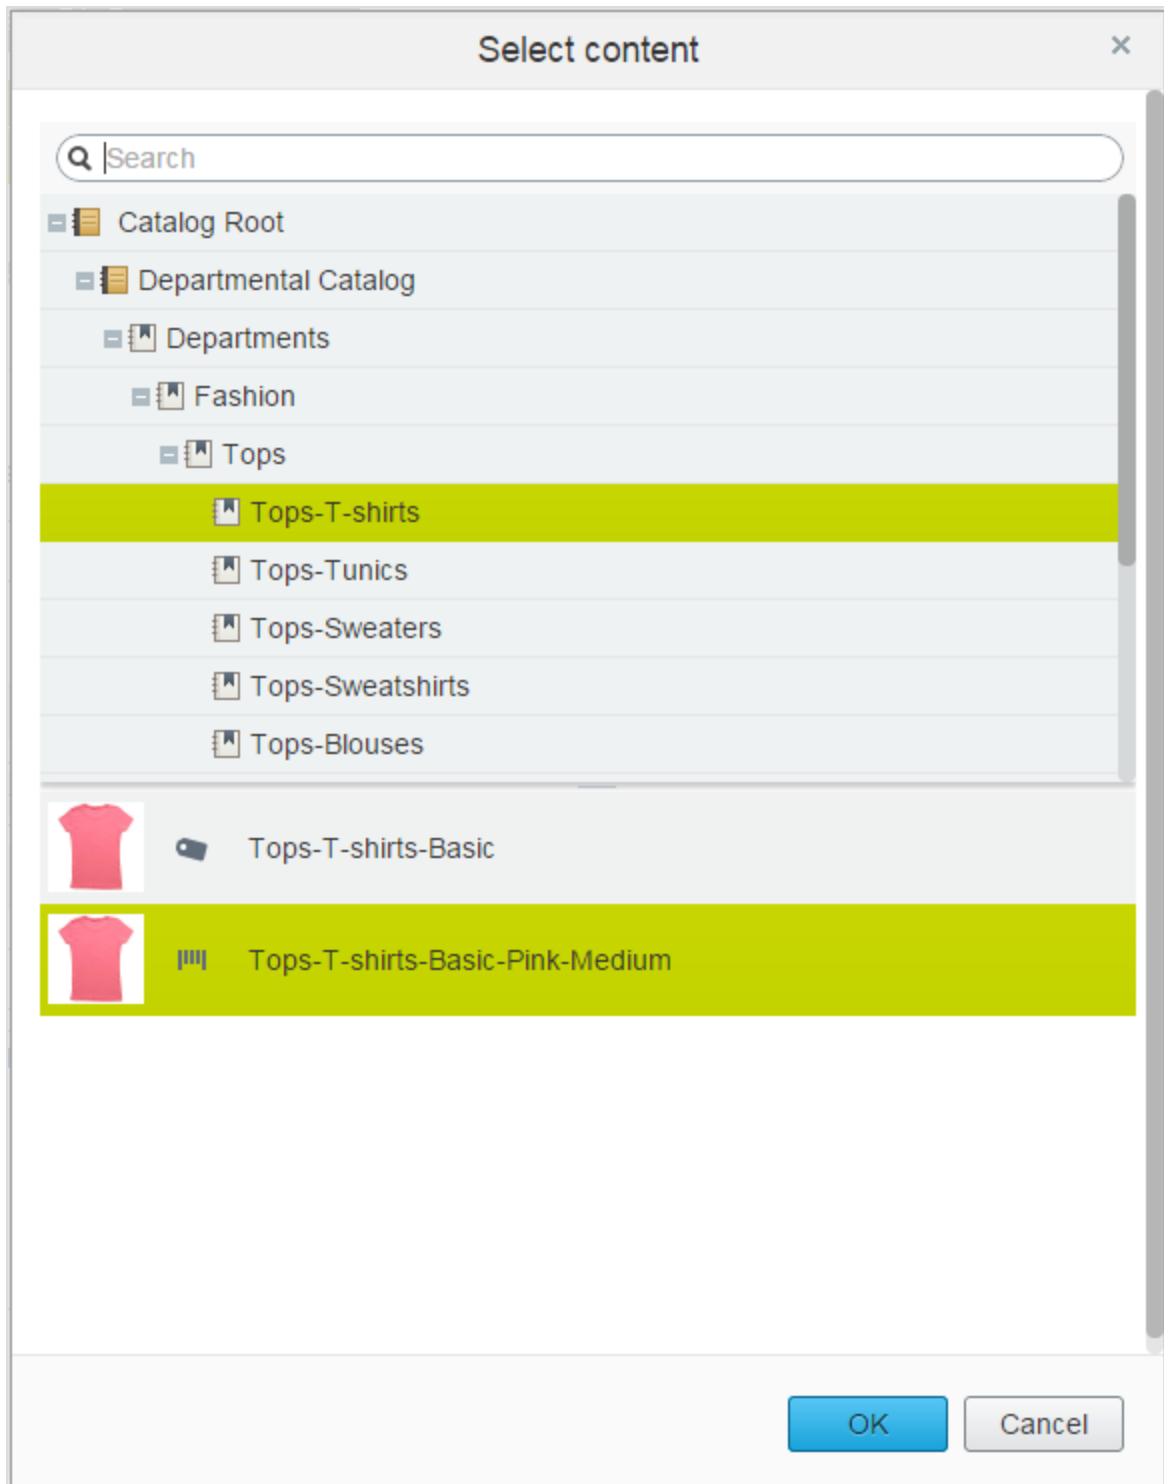 Select content
Search
Catalog Root
Departmental Catalog
Departments
Fashion
Tops
Tops-T-shirts
Tops-Tunics
Tops-Sweaters
Tops-Sweatshirts
Tops-Blouses
Tops-T-shirts-Basic
Tops-T-shirts-Basic-Pink-Medium
OK
Cancel